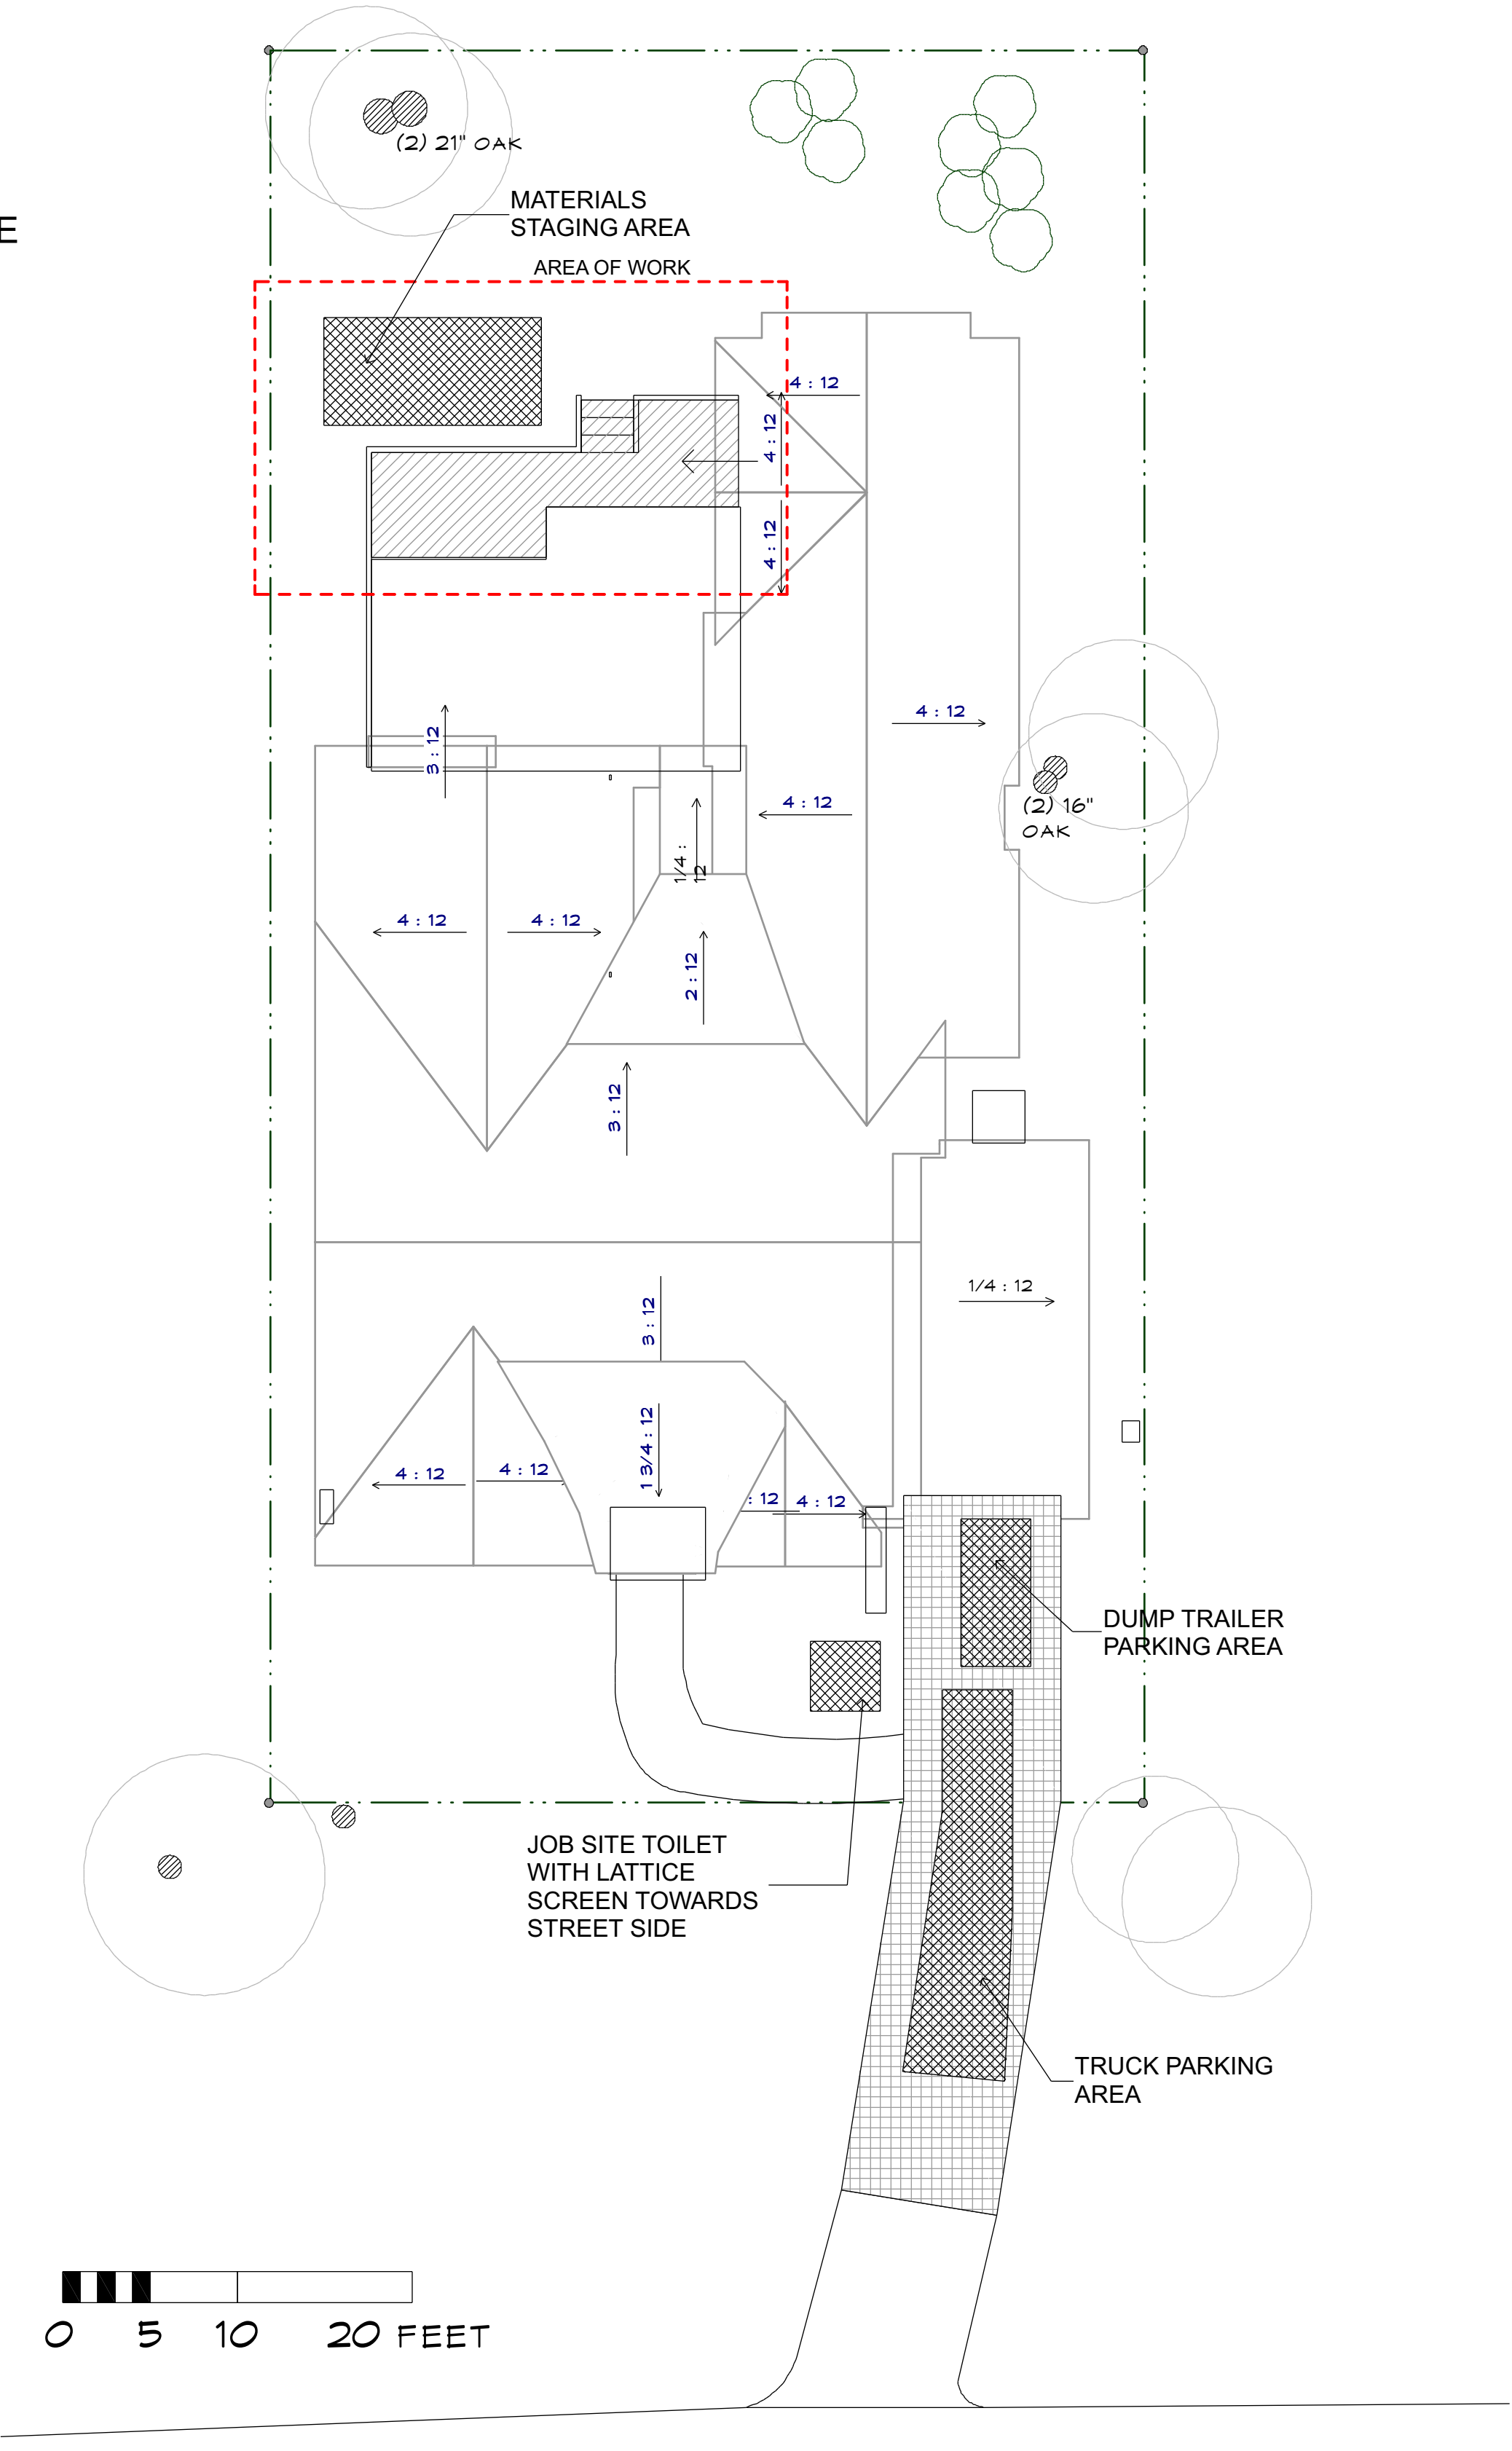 E
(2) 21" OAK
MATERIALS
STAGING AREA
AREA OF WORK
4 : 12
4 : 12
4 : 12
4 : 12
3 : 12
4 : 12
(2) 16"
OAK
1/4 :
12
4 : 12
4 : 12
2 : 12
3 : 12
1/4 : 12
3 : 12
1 3/4 : 12
4 : 12
4 : 12
: 12
4 : 12
DUMP TRAILER
PARKING AREA
JOB SITE TOILET
WITH LATTICE
SCREEN TOWARDS
STREET SIDE
TRUCK PARKING
AREA
0 5 10 20 FEET